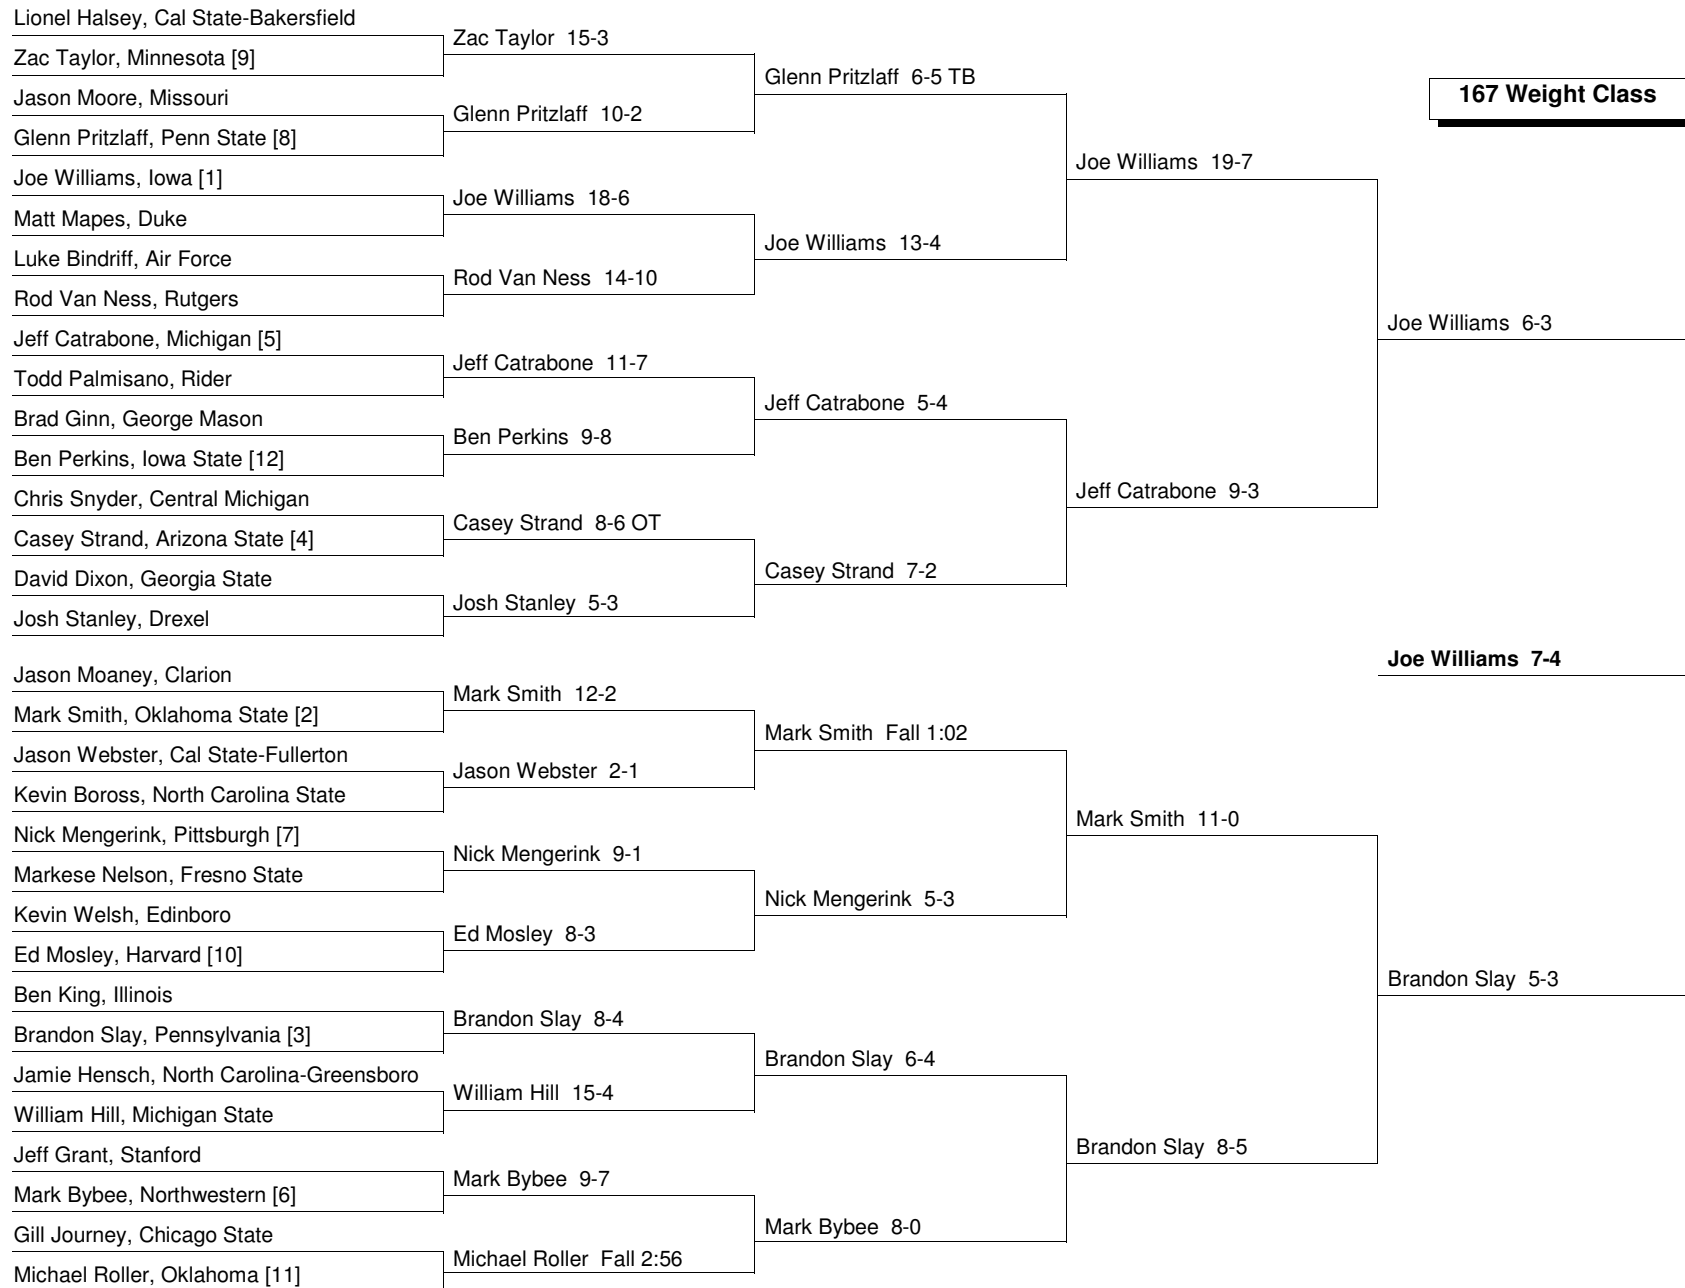 167 Weight Class
Lionel Halsey, Cal State-Bakersfield
Zac Taylor, Minnesota [9]
Jason Moore, Missouri
Glenn Pritzlaff, Penn State [8]
Joe Williams, Iowa [1]
Matt Mapes, Duke
Luke Bindriff, Air Force
Rod Van Ness, Rutgers
Jeff Catrabone, Michigan [5]
Todd Palmisano, Rider
Brad Ginn, George Mason
Ben Perkins, Iowa State [12]
Chris Snyder, Central Michigan
Casey Strand, Arizona State [4]
David Dixon, Georgia State
Josh Stanley, Drexel
Jason Moaney, Clarion
Mark Smith, Oklahoma State [2]
Jason Webster, Cal State-Fullerton
Kevin Boross, North Carolina State
Nick Mengerink, Pittsburgh [7]
Markese Nelson, Fresno State
Kevin Welsh, Edinboro
Ed Mosley, Harvard [10]
Ben King, Illinois
Brandon Slay, Pennsylvania [3]
Jamie Hensch, North Carolina-Greensboro
William Hill, Michigan State
Jeff Grant, Stanford
Mark Bybee, Northwestern [6]
Gill Journey, Chicago State
Michael Roller, Oklahoma [11]
Zac Taylor 15-3
Glenn Pritzlaff 10-2
Joe Williams 18-6
Rod Van Ness 14-10
Jeff Catrabone 11-7
Ben Perkins 9-8
Casey Strand 8-6 OT
Josh Stanley 5-3
Mark Smith 12-2
Jason Webster 2-1
Nick Mengerink 9-1
Ed Mosley 8-3
Brandon Slay 8-4
William Hill 15-4
Mark Bybee 9-7
Michael Roller Fall 2:56
Glenn Pritzlaff 6-5 TB
Joe Williams 13-4
Jeff Catrabone 5-4
Casey Strand 7-2
Mark Smith Fall 1:02
Nick Mengerink 5-3
Brandon Slay 6-4
Mark Bybee 8-0
Joe Williams 19-7
Jeff Catrabone 9-3
Mark Smith 11-0
Brandon Slay 8-5
Joe Williams 6-3
Joe Williams 7-4
Brandon Slay 5-3